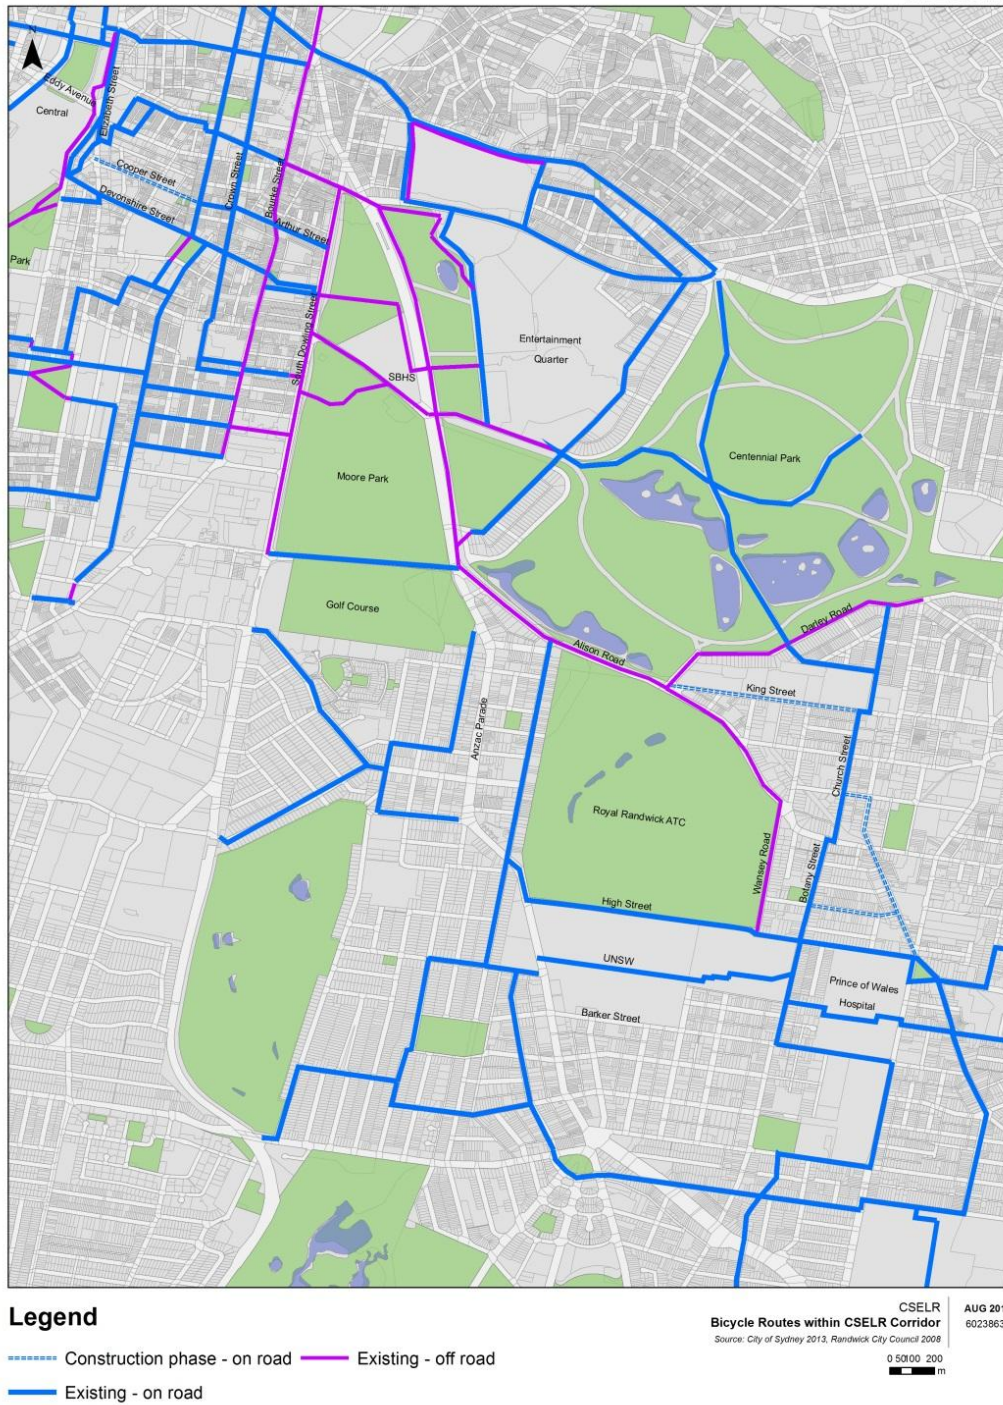 Z
Eddy Avenue
Central
Elizabeth Street
Cooper Street
Devonshire Street
Crown Street
Bourke Street
Arthur Street
Park
South Dowling Street
Entertainment
Quarter
SBHS
Moore Park
Centennial Park
Golf Course
Darley Road
Alison Road
King Street
Anzac Parade
Church Street
Royal Randwick ATC
Wansey Road
Botany Street
High Street
UNSW
Prince of Wales
Hospital
Barker Street
Legend
Construction phase - on road
Existing - off road
Existing - on road
CSELR
Bicycle Routes within CSELR Corridor
Source: City of Sydney 2013, Randwick City Council 2008
AUG 201
6023863
0 50100 200
m